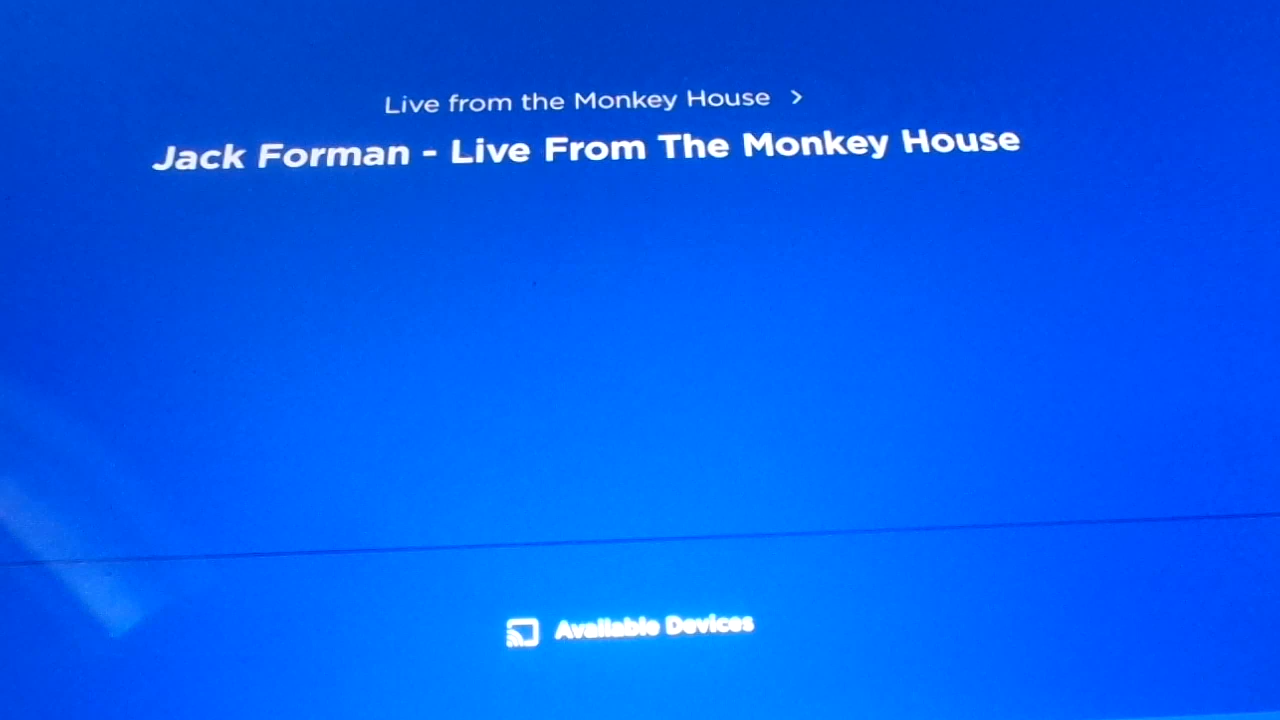 Live from the Monkey House >
Jack Forman - Live From The Monkey House
Available Devices